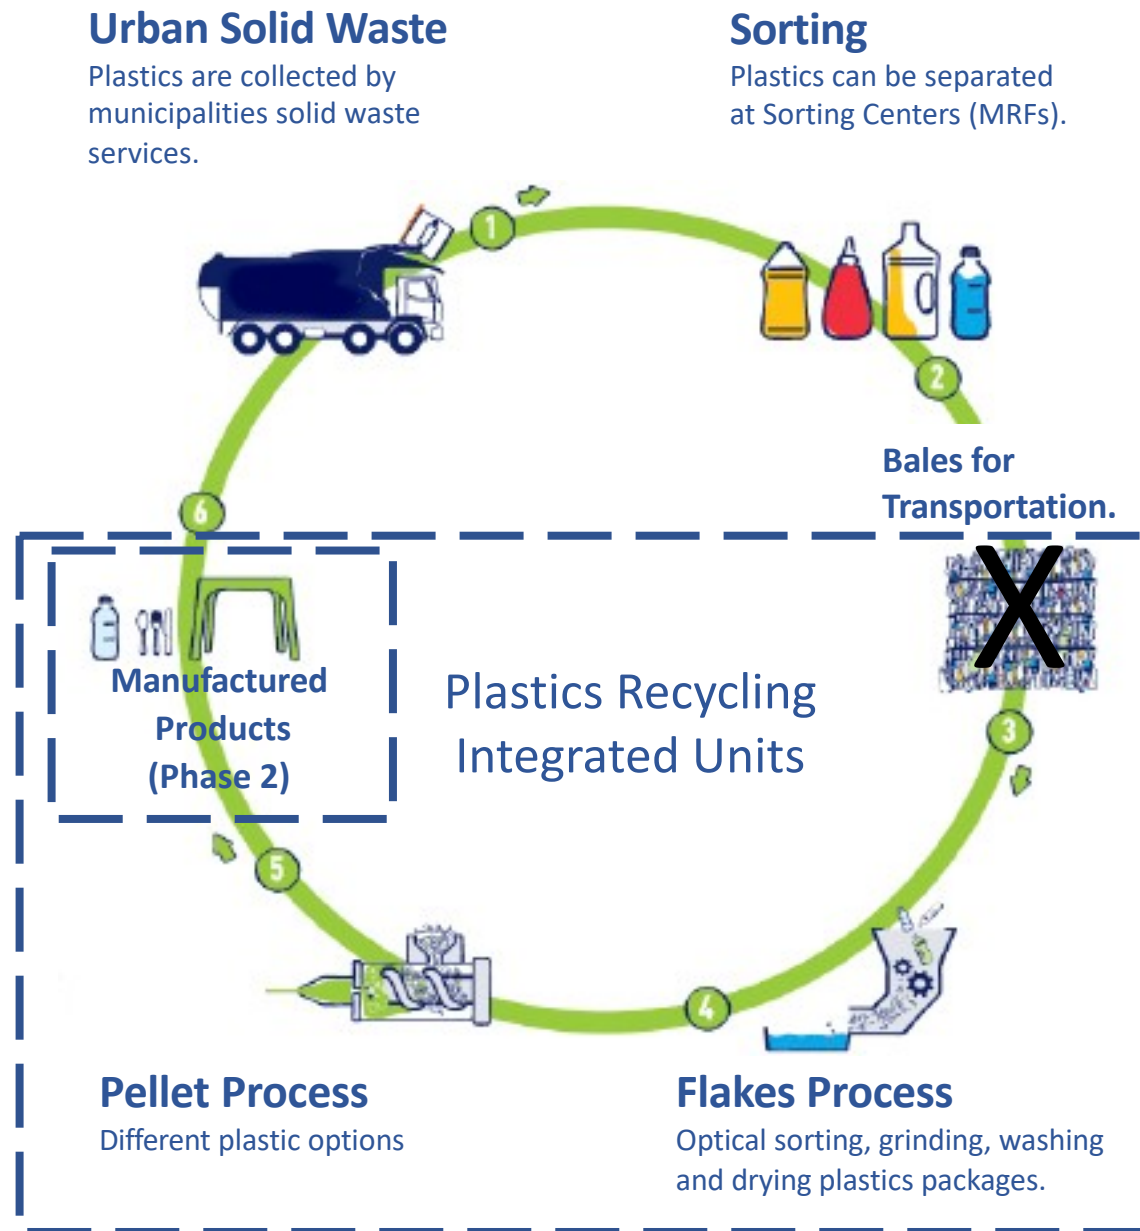 Urban Solid Waste
Plastics are collected by
municipalities solid waste
services.
Sorting
Plastics can be separated
at Sorting Centers (MRFs).
1
2
Bales for
Transportation.
6
X
Manufactured
Products
(Phase 2)
Plastics Recycling
Integrated Units
3
5
4
Pellet Process
Different plastic options
Flakes Process
Optical sorting, grinding, washing
and drying plastics packages.